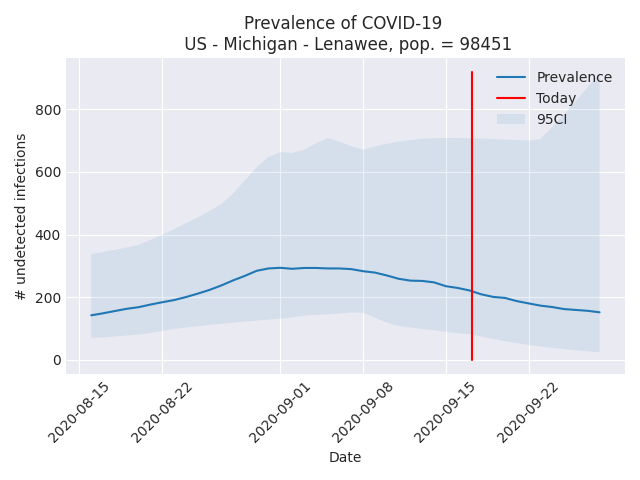 Prevalence of COVID-19
US - Michigan - Lenawee, pop. = 98451
Prevalence
Today
95CI
# undetected infections
800
600
400
200
0
2020-08-15
2020-08-22
2020-09-01
2020-09-08
2020-09-15
2020-09-22
Date